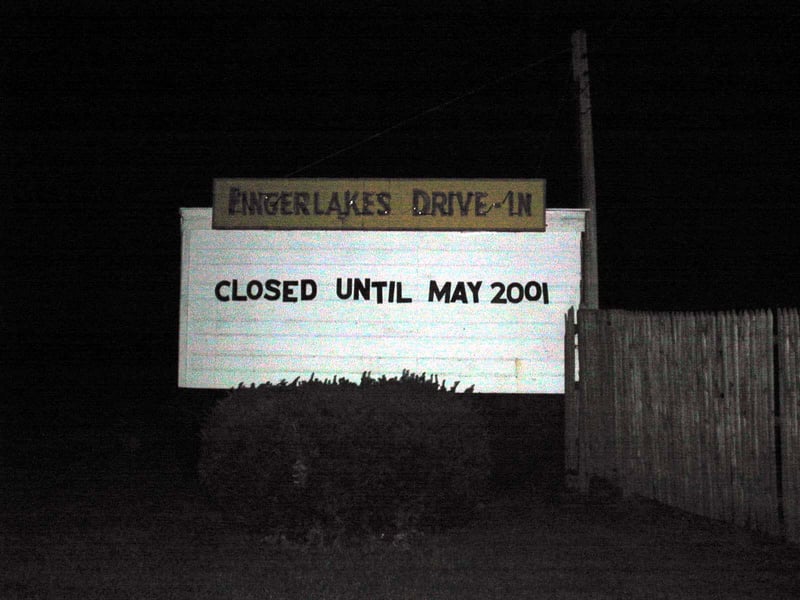 FINGERLAKES DRIVE-IN
CLOSED UNTIL MAY 2001